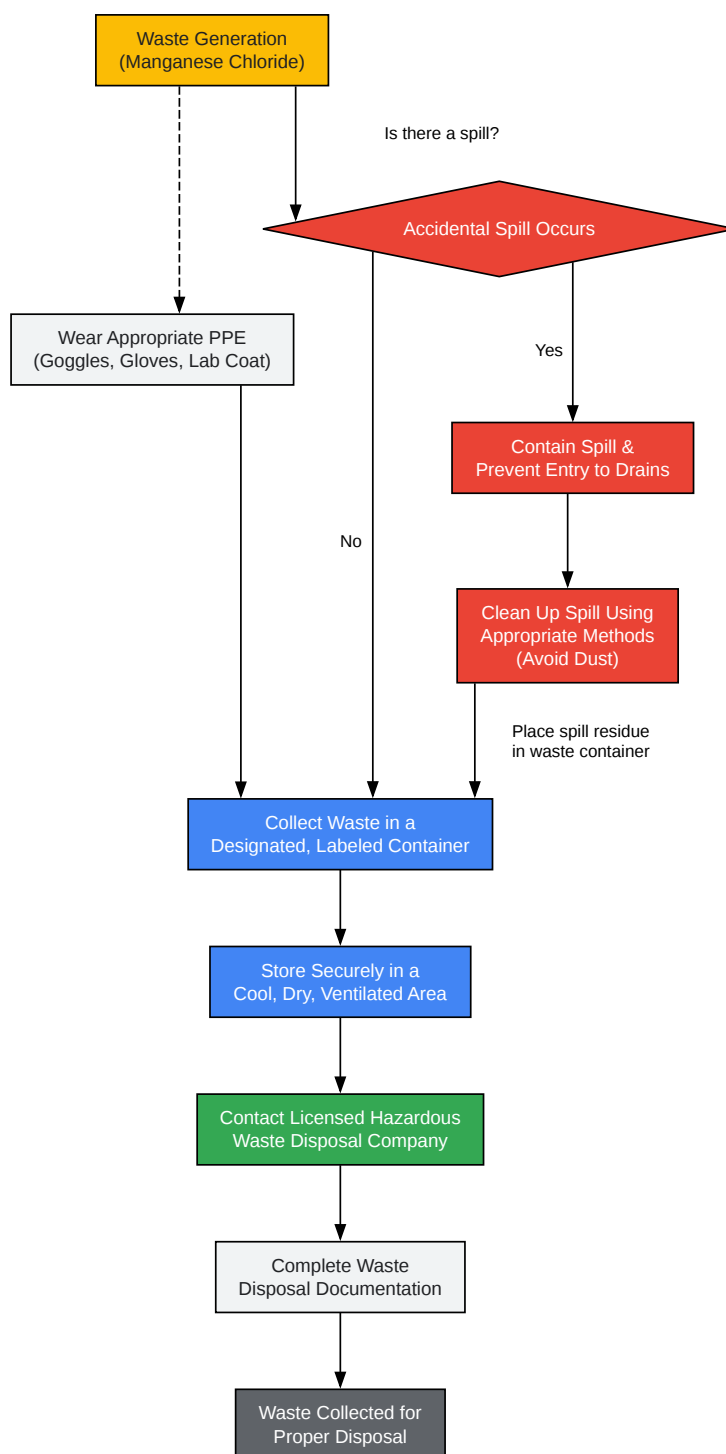 Waste Generation
(Manganese Chloride)
Is there a spill?
Accidental Spill Occurs
Wear Appropriate PPE
(Goggles, Gloves, Lab Coat)
Yes
Contain Spill &
Prevent Entry to Drains
No
Clean Up Spill Using
Appropriate Methods
(Avoid Dust)
Place spill residue
in waste container
Collect Waste in a
Designated, Labeled Container
Store Securely in a
Cool, Dry, Ventilated Area
Contact Licensed Hazardous
Waste Disposal Company
Complete Waste
Disposal Documentation
Waste Collected for
Proper Disposal